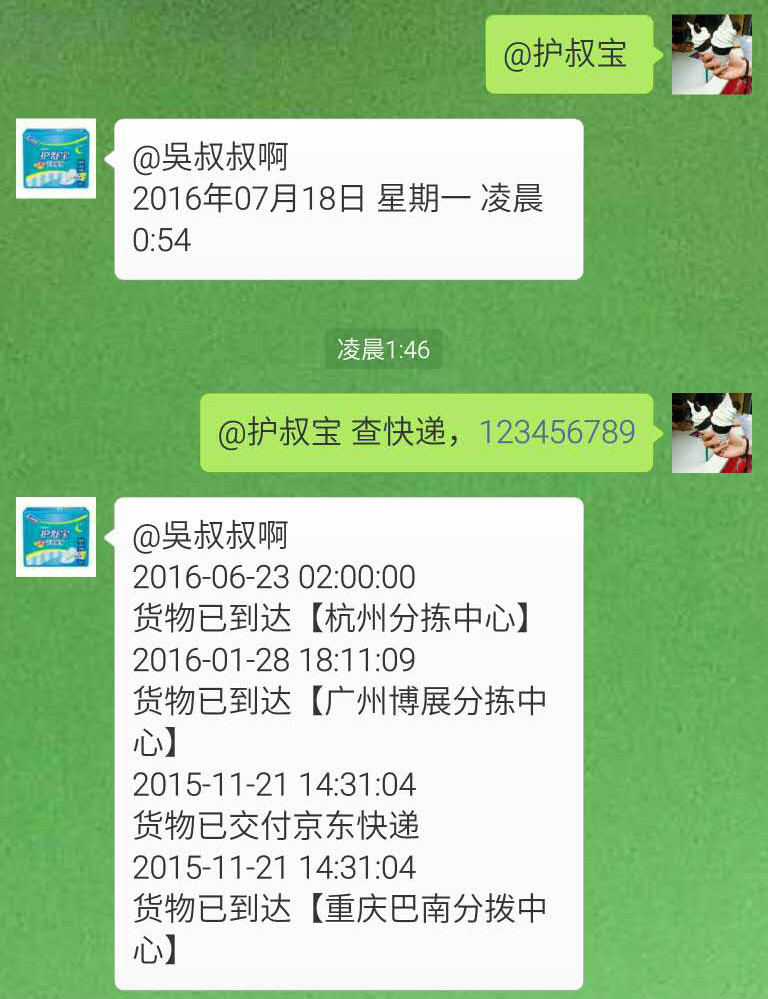 @护叔宝
@吳叔叔啊
2016年07月18日 星期一 凌晨
0:54
凌晨1:46
@护叔宝 查快递，123456789
@吳叔叔啊
2016-06-23 02:00:00
货物已到达【杭州分拣中心】
2016-01-28 18:11:09
货物已到达【广州博展分拣中
心】
2015-11-21 14:31:04
货物已交付京东快递
2015-11-21 14:31:04
货物已到达【重庆巴南分拨中
心】